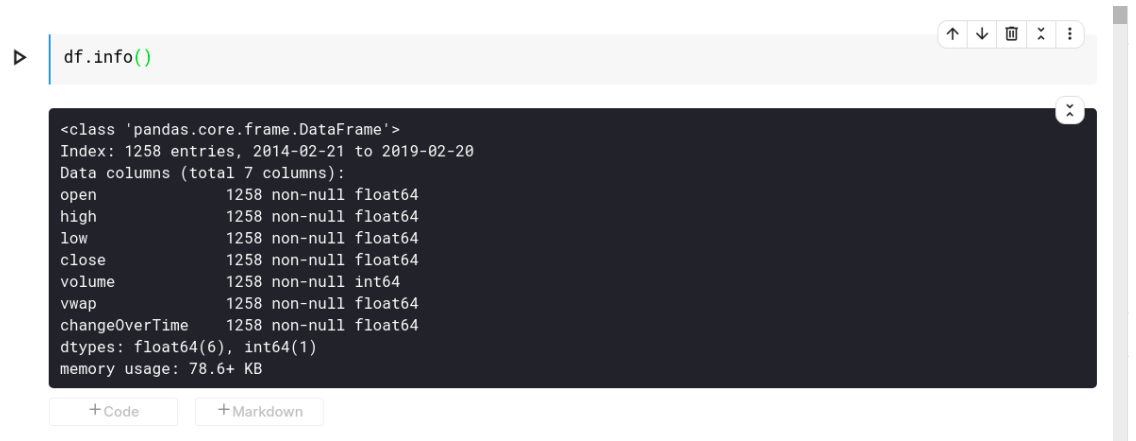 df.info()
<class 'pandas.core.frame.DataFrame'>
Index: 1258 entries, 2014-02-21 to 2019-02-20
Data columns (total 7 columns):
open              1258 non-null float64
high              1258 non-null float64
low               1258 non-null float64
close             1258 non-null float64
volume            1258 non-null int64
vwap              1258 non-null float64
changeOverTime    1258 non-null float64
dtypes: float64(6), int64(1)
memory usage: 78.6+ KB
+Code +Markdown